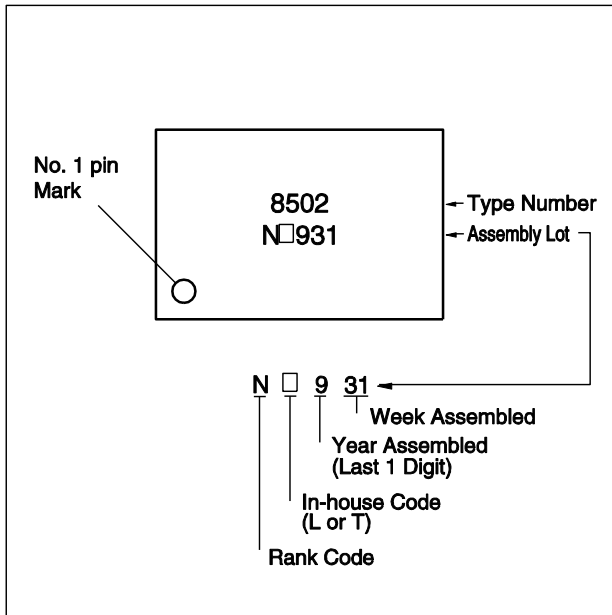 No. 1 pin
Mark
8502
N□931
Type Number
Assembly Lot
N □ 9 31
Week Assembled
Year Assembled
(Last 1 Digit)
In-house Code
(L or T)
Rank Code